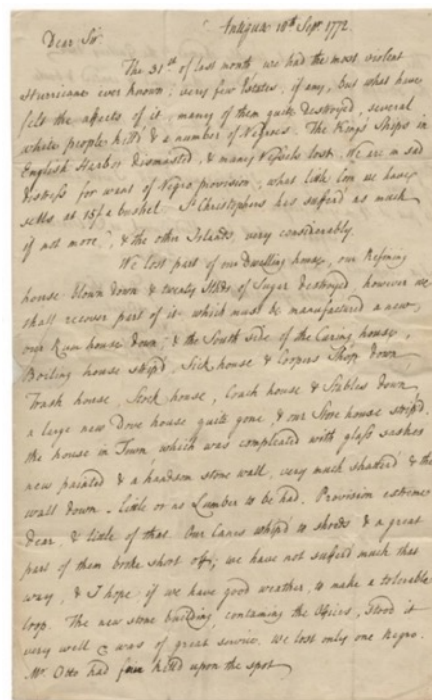 Antigua 18th Sepr. 1772.
Dear Sir
The 31st of last month we had the most violent
Hurricane ever known; very few Estates, if any, but what have
felt the affects of it, many of them quite destroyed, several
white people kill'd & a number of Negroes. The King's Ships in
English Harbor dismasted, & many Vessels lost. We are in sad
distress for want of Negro provision, what little Corn we have
sells at 15/ a bushel. St Christophers has suffer'd as much
if not more, & the other Islands very considerably.
We lost part of our Dwelling house, our Refining
house blown down & twenty Hhds of Sugar destroyed, however we
shall recover part of it which must be manufactured a new,
our Rum house down; & the South side of the Curing house,
Boiling house strip'd, Sick house & Coopers Shop down,
Trash house, Stock house, Coach house & Stables down,
a large new Dove house quite gone, & our Store house strip'd.
the house in Town which was compleated with glass sashes
new painted & a handsom stone wall, very much shatter'd & the
wall down - little or no Lumber to be had. Provision extreme
dear, & little of that. Our Canes whip'd to shreds & a great
part of them broke short off; we have not suffer'd much that
way, & I hope if we have good weather, to make a tolerable
Crop. The new stone building, containing the Offices, stood it
very well & was of great service. We lost only one Negro.
Mr. Otto had four kill'd upon the spot